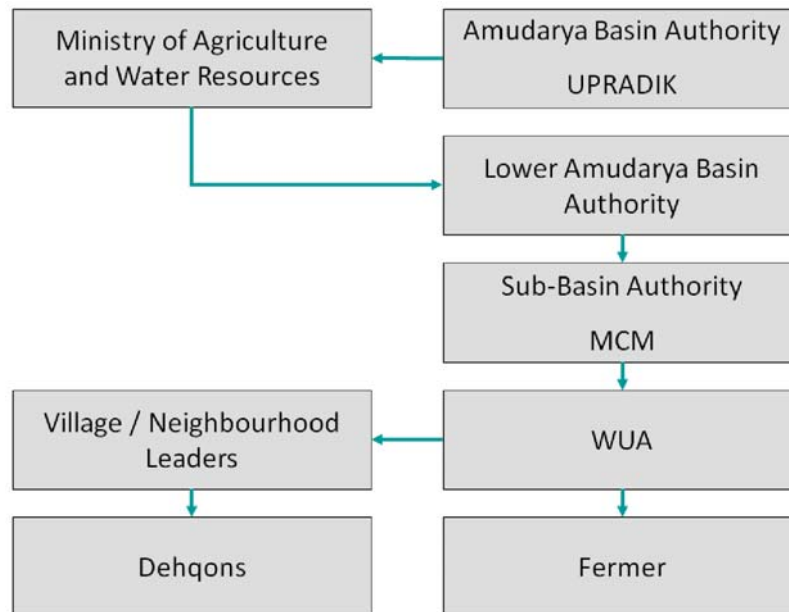 Ministry of Agriculture
and Water Resources
Amudarya Basin Authority
UPRADIK
Lower Amudarya Basin
Authority
Sub-Basin Authority
MCM
Village / Neighbourhood
Leaders
WUA
Dehqons
Fermer